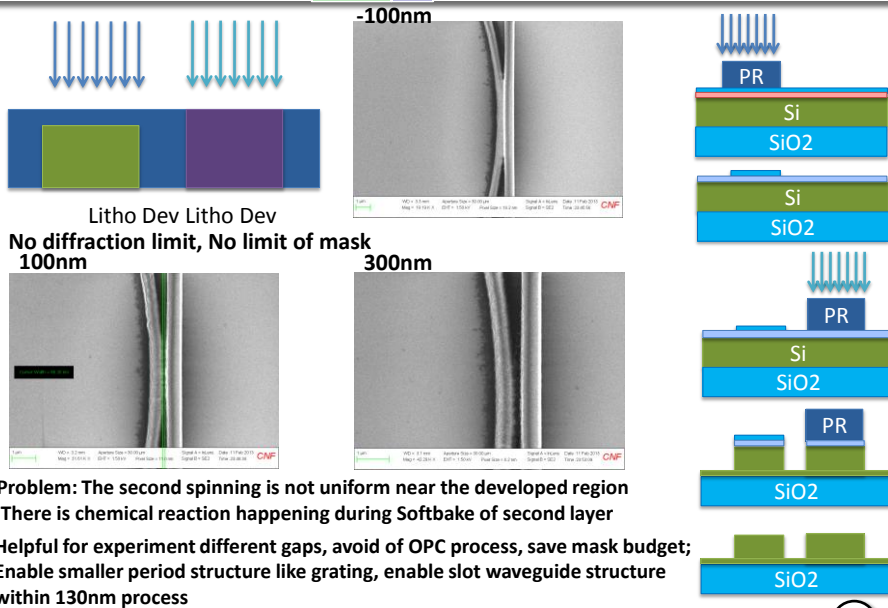 -100nm
PR
Si
SiO2
CNF
Litho Dev Litho Dev
No diffraction limit, No limit of mask
Si
SiO2
100nm
300nm
PR
Si
SiO2
CNF
CNF
PR
SiO2
Problem: The second spinning is not uniform near the developed region
There is chemical reaction happening during Softbake of second layer
Helpful for experiment different gaps, avoid of OPC process, save mask budget;
Enable smaller period structure like grating, enable slot waveguide structure
within 130nm process
SiO2